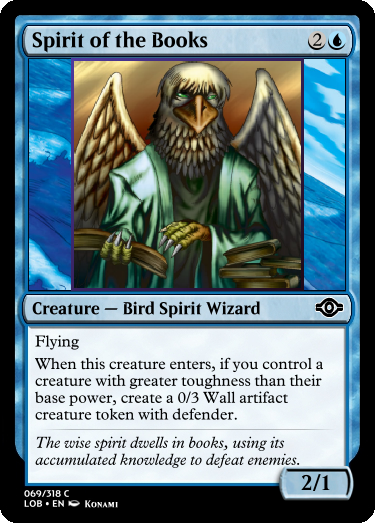 Spirit of the Books
2
Creature — Bird Spirit Wizard
Flying
When this creature enters, if you control a
creature with greater toughness than their
base power, create a 0/3 Wall artifact
creature token with defender.
The wise spirit dwells in books, using its
accumulated knowledge to defeat enemies.
2/1
069/318 C
LOB • EN Konami